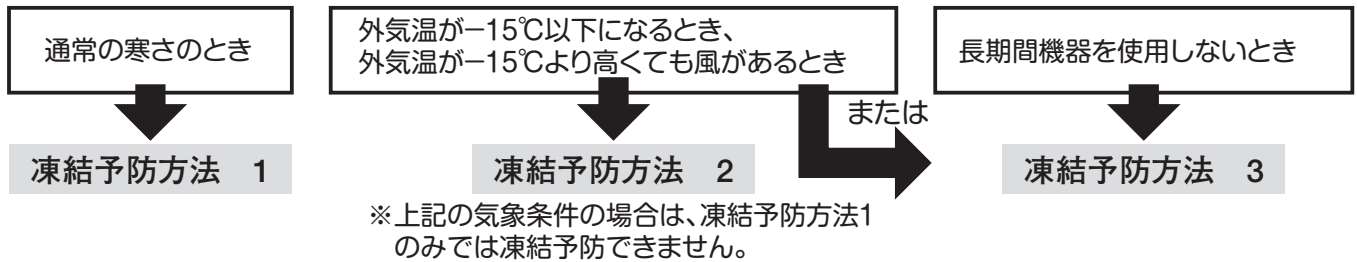 通常の寒さのとき
凍結予防方法　1
外気温が－15℃以下になるとき、
外気温が－15℃より高くても風があるとき
凍結予防方法　2
※上記の気象条件の場合は、凍結予防方法1
のみでは凍結予防できません。
または
長期間機器を使用しないとき
凍結予防方法　3